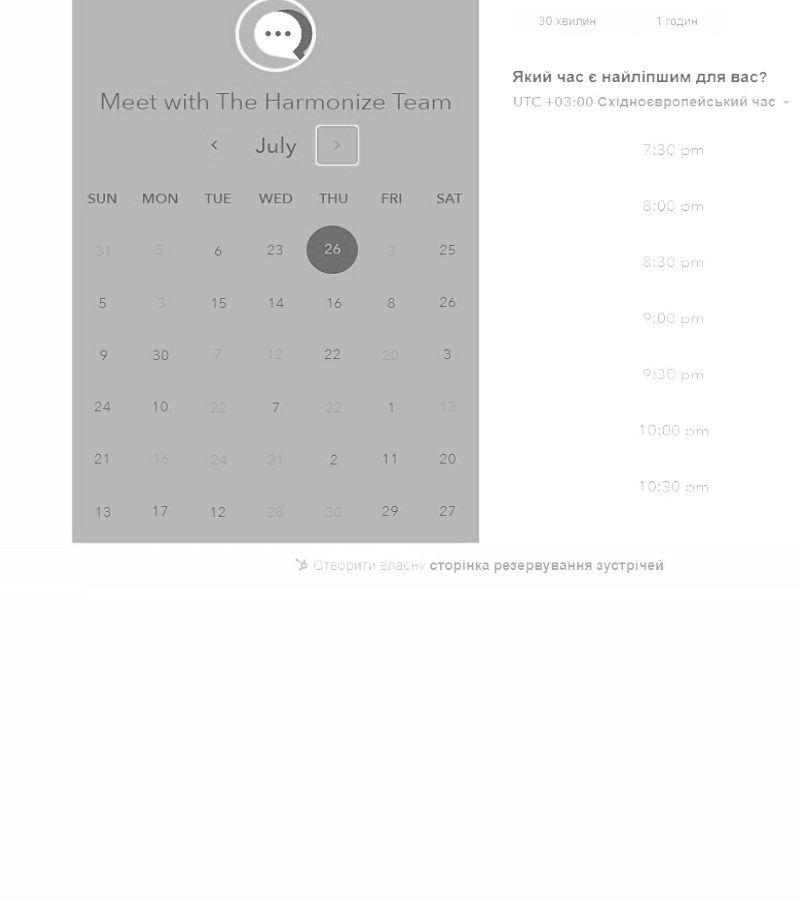 Meet with The Harmonize Team
July
SUN MON TUE WED THU FRI SAT
31 5 6 23 26 3 25
5 3 15 14 16 8 26
9 30 7 12 22 20 3
24 10 22 7 22 1 13
21 16 24 21 2 11 20
13 17 12 28 30 29 27
30 хвилин 1 годин
Який час є найліпшим для вас?
UTC +03:00 Східноєвропейський час
7:30 pm
8:00 pm
8:30 pm
9:00 pm
9:30 pm
10:00 pm
10:30 pm
Створити власну сторінка резервування зустрічей